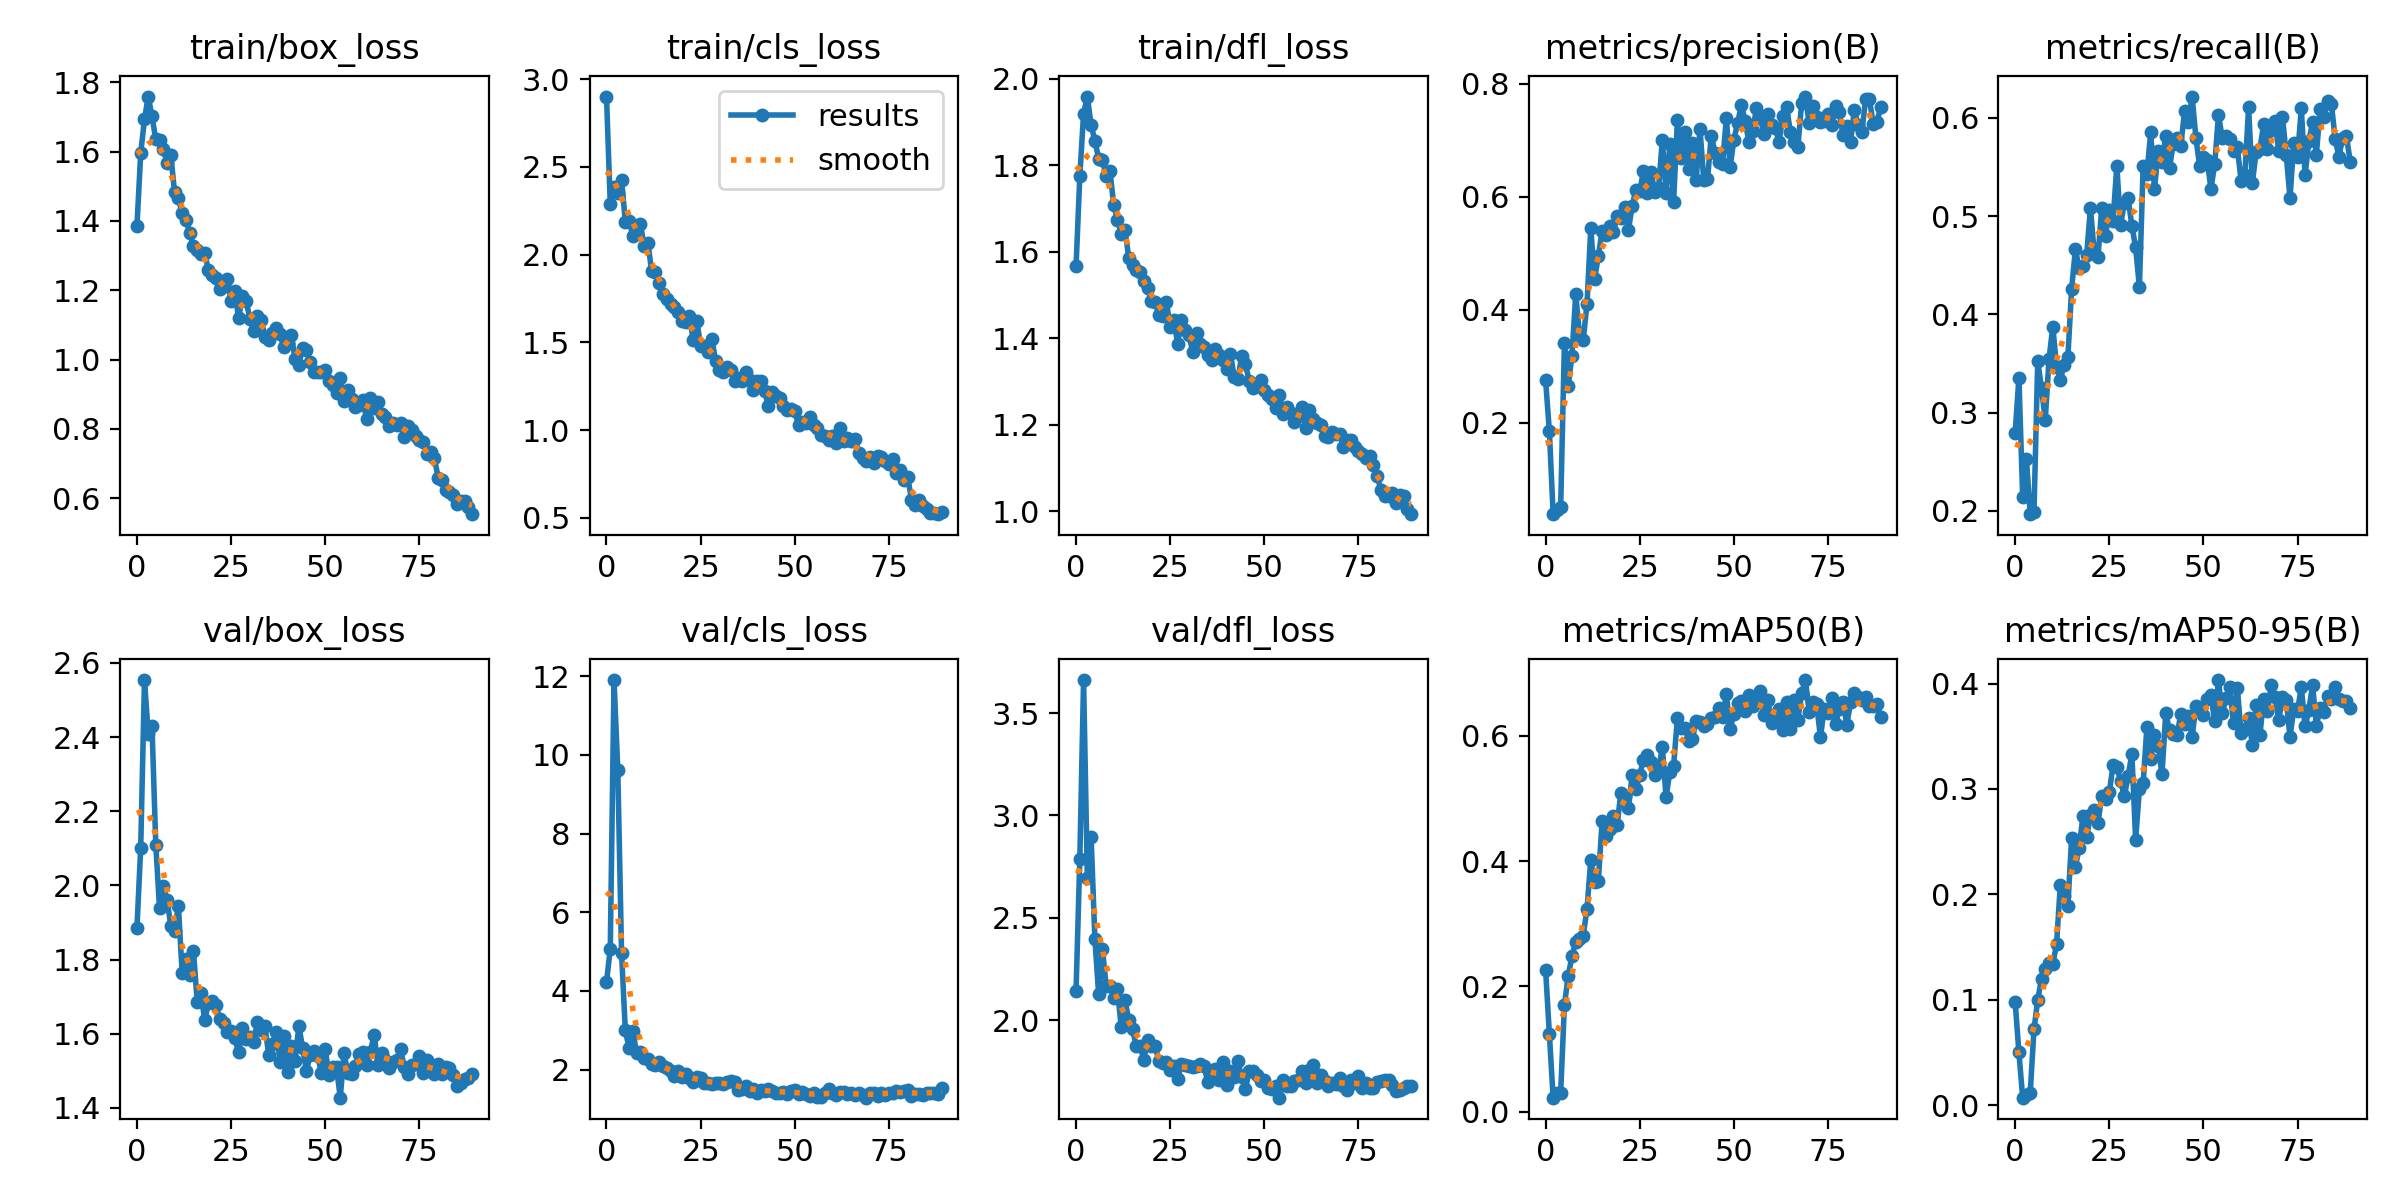 train/box_loss
1.8
1.6
1.4
1.2
1.0
0.8
0.6
0 25 50 75
train/cls_loss
results
smooth
3.0
2.5
2.0
1.5
1.0
0.5
0 25 50 75
train/dfl_loss
2.0
1.8
1.6
1.4
1.2
1.0
0 25 50 75
metrics/precision(B)
0.8
0.6
0.4
0.2
0 25 50 75
metrics/recall(B)
0.6
0.5
0.4
0.3
0.2
0 25 50 75
val/box_loss
2.6
2.4
2.2
2.0
1.8
1.6
1.4
0 25 50 75
val/cls_loss
12
10
8
6
4
2
0 25 50 75
val/dfl_loss
3.5
3.0
2.5
2.0
0 25 50 75
metrics/mAP50(B)
0.6
0.4
0.2
0.0
0 25 50 75
metrics/mAP50-95(B)
0.4
0.3
0.2
0.1
0.0
0 25 50 75